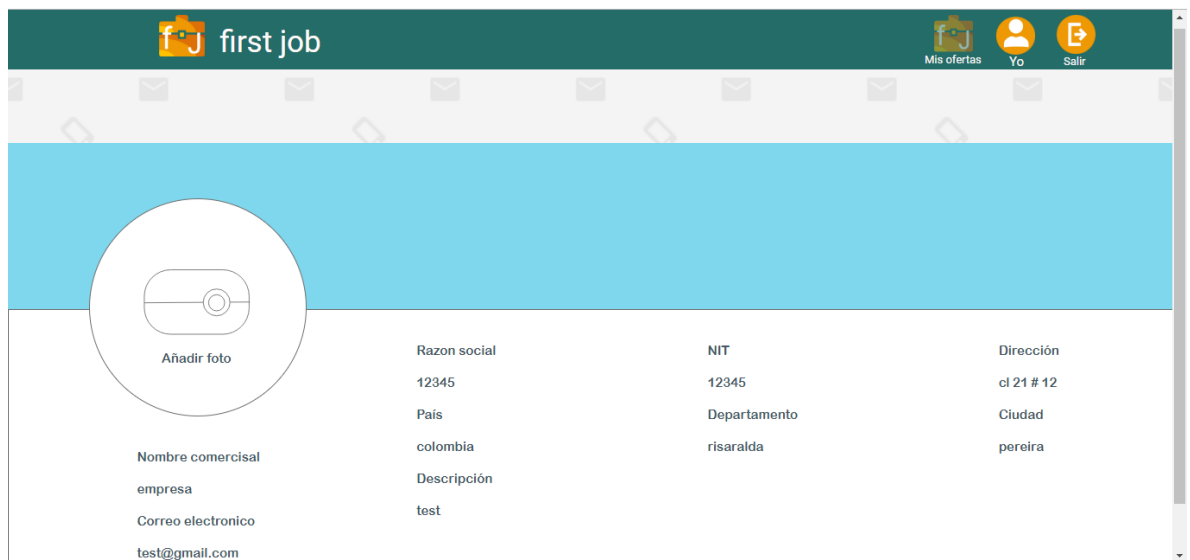 fj first job
Mis ofertas
Yo
Salir
Añadir foto
Nombre comercisal
empresa
Correo electronico
test@gmail.com
Razon social
12345
País
colombia
Descripción
test
NIT
12345
Departamento
risaralda
Dirección
cl 21 # 12
Ciudad
pereira